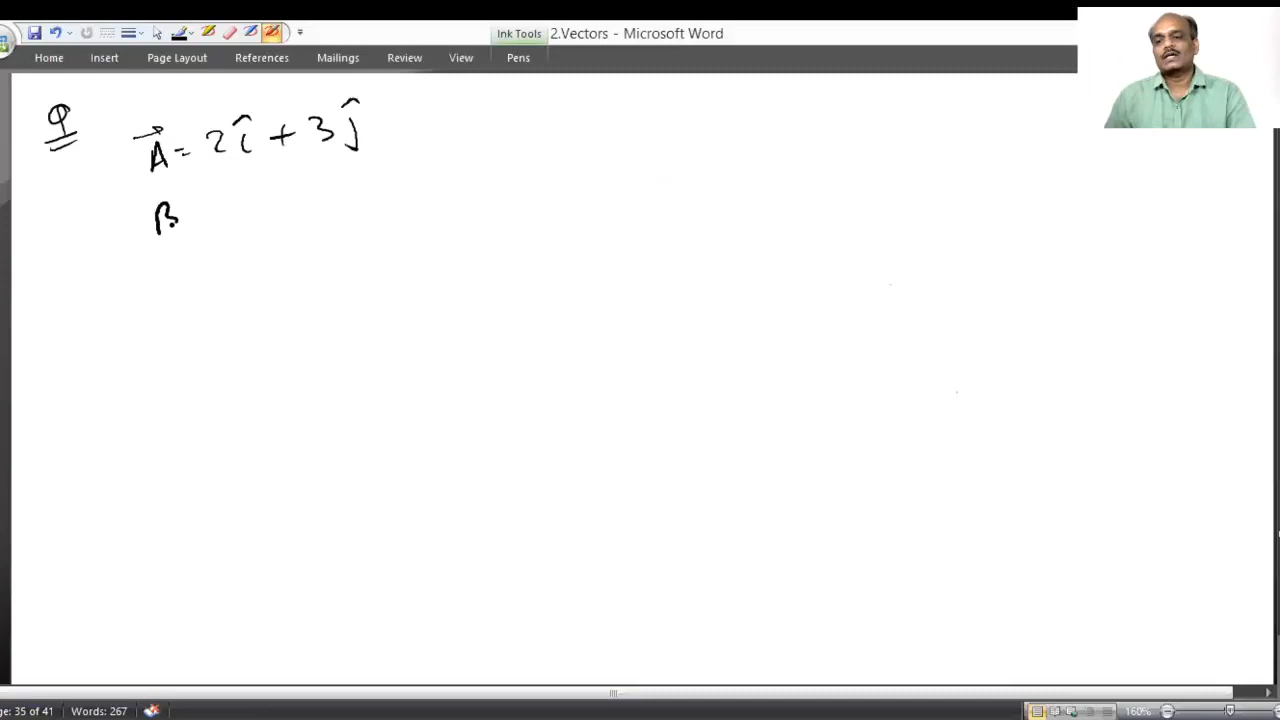 Ink Tools 2.Vectors - Microsoft Word
Home Insert Page Layout References Mailings Review View Pens
Q
A⃗ = 2î + 3ĵ
B
ge: 35 of 41 Words: 267 160%